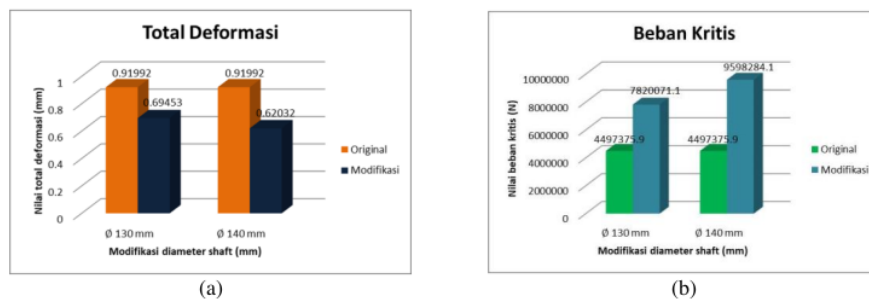 Total Deformasi
Nilai total deformasi (mm)
1
0.8
0.6
0.4
0.2
0
0.91992
0.69453
0.91992
0.62032
Original
Modifikasi
Ø 130 mm
Ø 140 mm
Modifikasi diameter shaft (mm)
(a)
Beban Kritis
Nilai beban kritis (N)
10000000
8000000
6000000
4000000
2000000
0
4497375.9
7820071.1
4497375.9
9598284.1
Original
Modifikasi
Ø 130 mm
Ø 140 mm
Modifikasi diameter shaft (mm)
(b)